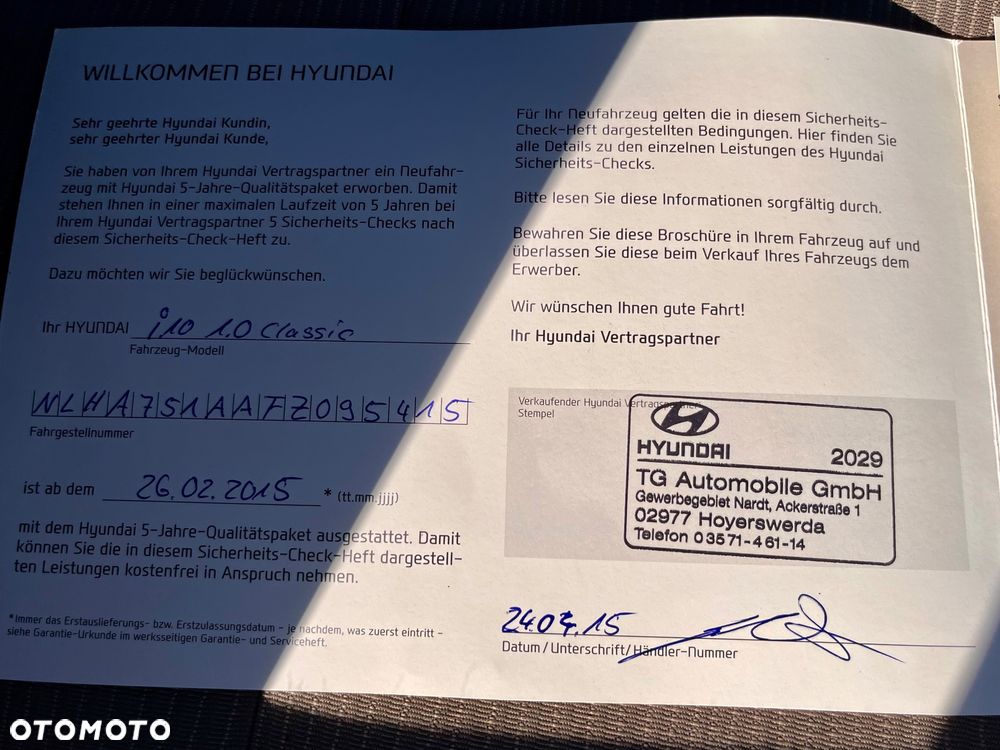 WILLKOMMEN BEI HYUNDAI
Sehr geehrte Hyundai Kundin,
sehr geehrter Hyundai Kunde,
Sie haben von Ihrem Hyundai Vertragspartner ein Neufahr-
zeug mit Hyundai 5-Jahre-Qualitätspaket erworben. Damit
stehen Ihnen in einer maximalen Laufzeit von 5 Jahren bei
Ihrem Hyundai Vertragspartner 5 Sicherheits-Checks nach
diesem Sicherheits-Check-Heft zu.
Dazu möchten wir Sie beglückwünschen.
Ihr HYUNDAI i10 1.0 Classic
Fahrzeug-Modell
NLHA751AAFZ095415
Fahrgestellnummer
ist ab dem 26.02.2015 * (tt.mm.jjjj)
mit dem Hyundai 5-Jahre-Qualitätspaket ausgestattet. Damit
können Sie die in diesem Sicherheits-Check-Heft dargestell-
ten Leistungen kostenfrei in Anspruch nehmen.
*Immer das Erstauslieferungs- bzw. Erstzulassungsdatum - je nachdem, was zuerst eintritt -
siehe Garantie-Urkunde im werksseitigen Garantie- und Serviceheft.
Für Ihr Neufahrzeug gelten die in diesem Sicherheits-
Check-Heft dargestellten Bedingungen. Hier finden Sie
alle Details zu den einzelnen Leistungen des Hyundai
Sicherheits-Checks.
Bitte lesen Sie diese Informationen sorgfältig durch.
Bewahren Sie diese Broschüre in Ihrem Fahrzeug auf und
überlassen Sie diese beim Verkauf Ihres Fahrzeugs dem
Erwerber.
Wir wünschen Ihnen gute Fahrt!
Ihr Hyundai Vertragspartner
Verkaufender Hyundai Vertragspartner
Stempel
HYUNDAI 2029
TG Automobile GmbH
Gewerbegebiet Nardt, Ackerstraße 1
02977 Hoyerswerda
Telefon 0 35 71-4 61-14
Datum / Unterschrift / Händler-Nummer
OTOMOTO